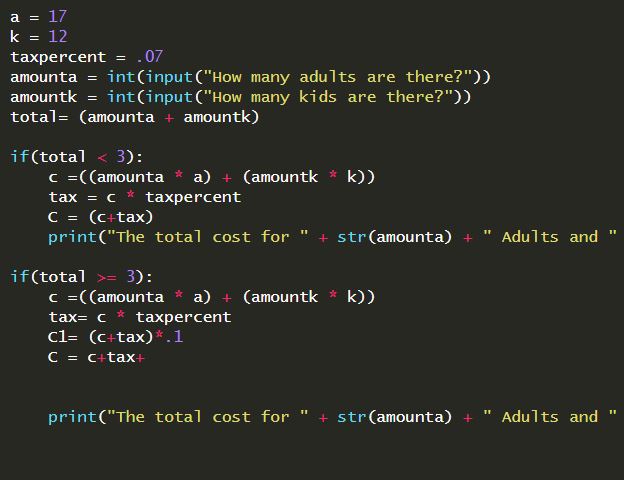 a = 17
k = 12
taxpercent = .07
amounta = int(input("How many adults are there?"))
amountk = int(input("How many kids are there?"))
total= (amounta + amountk)
if(total < 3):
c =((amounta * a) + (amountk * k))
tax = c * taxpercent
C = (c+tax)
print("The total cost for " + str(amounta) + " Adults and "
if(total >= 3):
c =((amounta * a) + (amountk * k))
tax= c * taxpercent
C1= (c+tax)*.1
C = c+tax+
print("The total cost for " + str(amounta) + " Adults and "